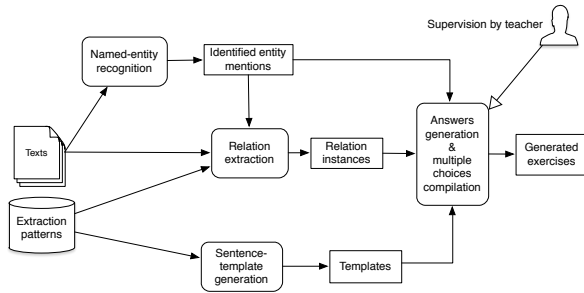 Supervision by teacher
Named-entity
recognition
Identified entity
mentions
Texts
Relation
extraction
Relation
instances
Answers
generation
&
multiple
choices
compilation
Generated
exercises
Extraction
patterns
Sentence-
template
generation
Templates